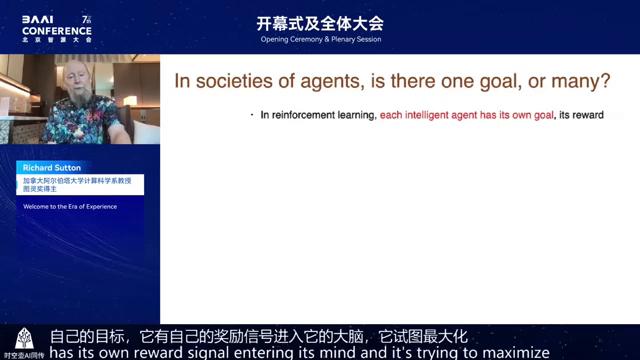 BAAI
CONFERENCE
北京智源大会
7th
开幕式及全体大会
Opening Ceremony & Plenary Session
In societies of agents, is there one goal, or many?
· In reinforcement learning, each intelligent agent has its own goal, its reward
Richard Sutton
加拿大阿尔伯塔大学计算科学系教授
图灵奖得主
Welcome to the Era of Experience
自己的目标，它有自己的奖励信号进入它的大脑，它试图最大化
has its own reward signal entering its mind and it's trying to maximize
时空壶AI同传